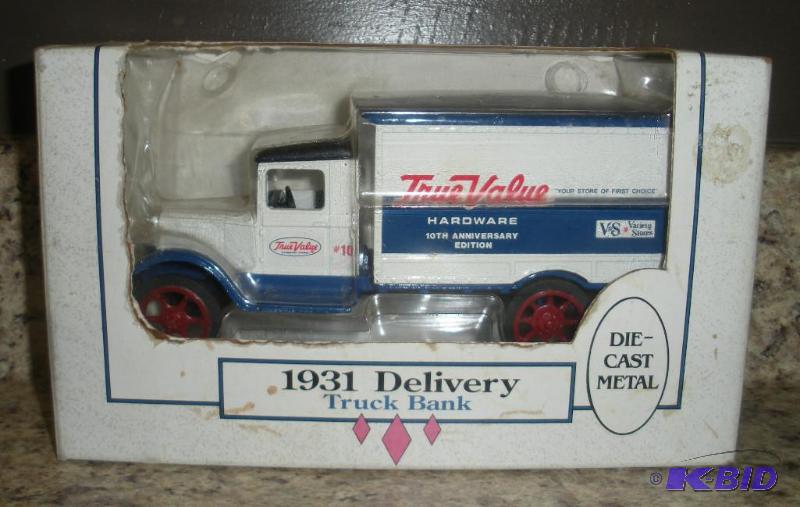 True Value "YOUR STORE OF FIRST CHOICE"
HARDWARE
10TH ANNIVERSARY
EDITION
V&S Variety
Stores
True Value
#10
1931 Delivery
Truck Bank
DIE-
CAST
METAL
© K-BID